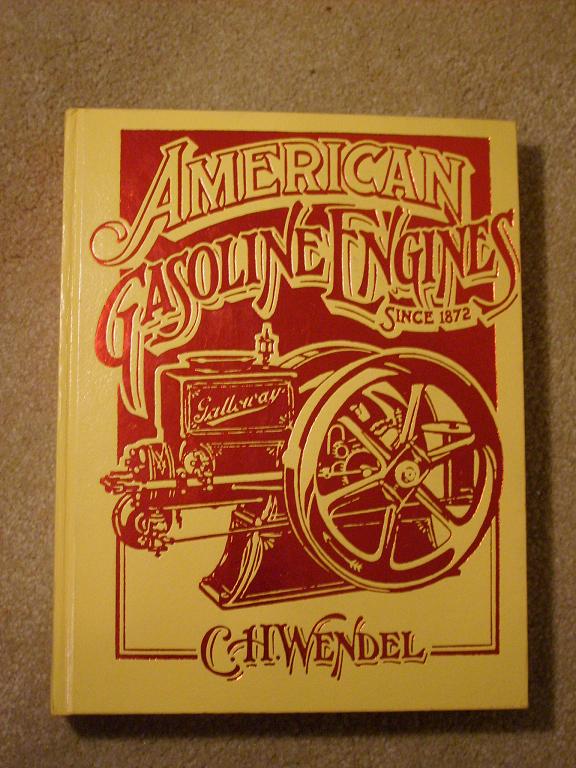 AMERICAN
GASOLINE ENGINES
SINCE 1872
Galloway
C.H. WENDEL